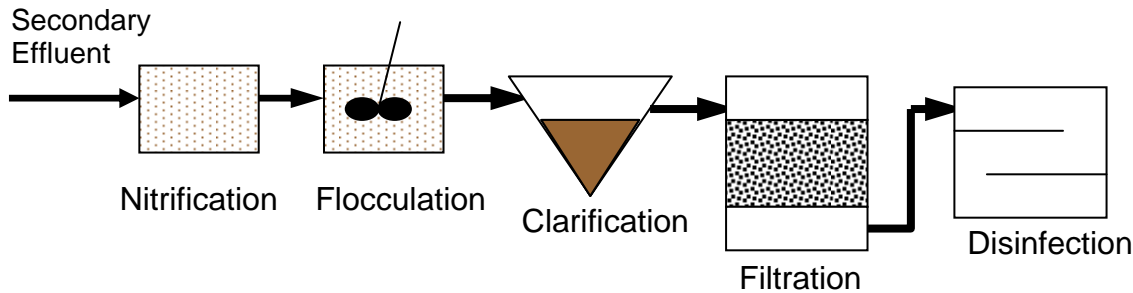 Secondary
Effluent
Nitrification
Flocculation
Clarification
Filtration
Disinfection